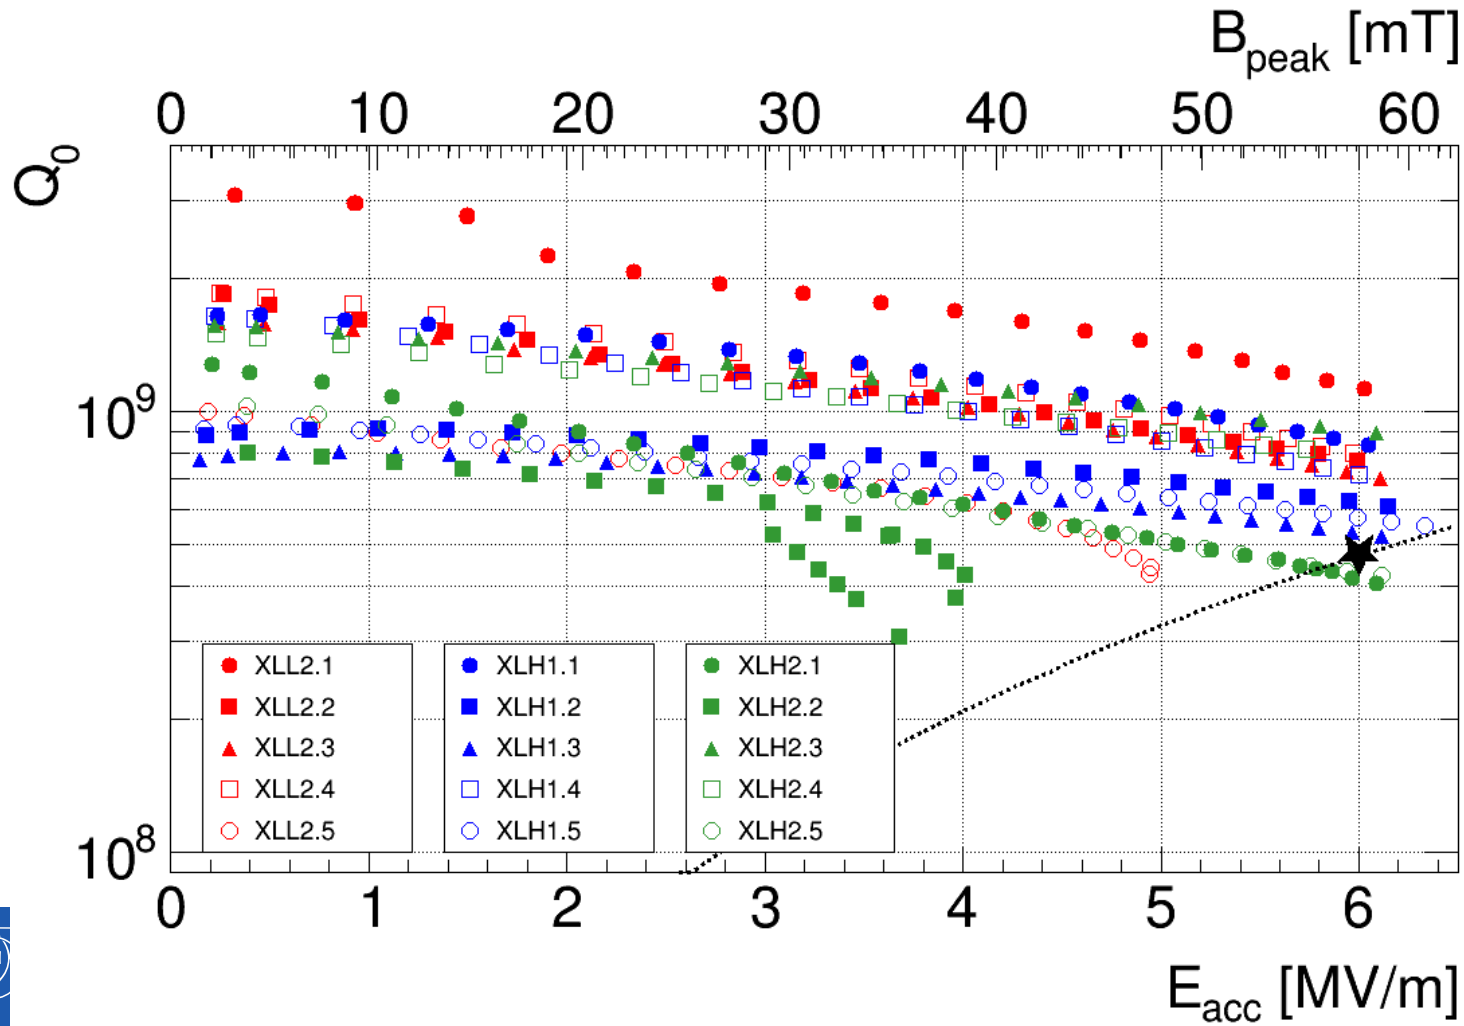 B_peak [mT]
0 10 20 30 40 50 60
Q_0
10^9
10^8
XLL2.1 XLH1.1 XLH2.1
XLL2.2 XLH1.2 XLH2.2
XLL2.3 XLH1.3 XLH2.3
XLL2.4 XLH1.4 XLH2.4
XLL2.5 XLH1.5 XLH2.5
0 1 2 3 4 5 6
E_acc [MV/m]